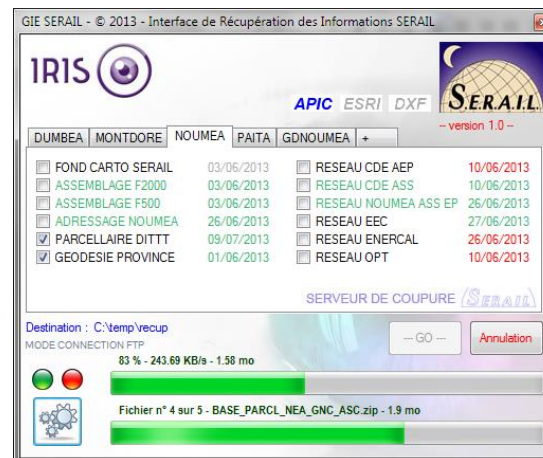 GIE SERAIL - © 2013 - Interface de Récupération des Informations SERAIL
IRIS
APIC ESRI DXF
S.E.R.A.I.L.
-- version 1.0 --
DUMBEA MONTDORE NOUMEA PAITA GDNOUMEA +
FOND CARTO SERAIL 03/06/2013 RESEAU CDE AEP 10/06/2013
ASSEMBLAGE F2000 03/06/2013 RESEAU CDE ASS 10/06/2013
ASSEMBLAGE F500 03/06/2013 RESEAU NOUMEA ASS EP 26/06/2013
ADRESSAGE NOUMEA 26/06/2013 RESEAU EEC 27/06/2013
PARCELLAIRE DITTT 09/07/2013 RESEAU ENERCAL 26/06/2013
GEODESIE PROVINCE 01/06/2013 RESEAU OPT 10/06/2013
SERVEUR DE COUPURE (SERAIL)
Destination : C:\temp\recup
MODE CONNECTION FTP
--- GO --- Annulation
83 % - 243.69 KB/s - 1.58 mo
Fichier n° 4 sur 5 - BASE_PARCL_NEA_GNC_ASC.zip - 1.9 mo